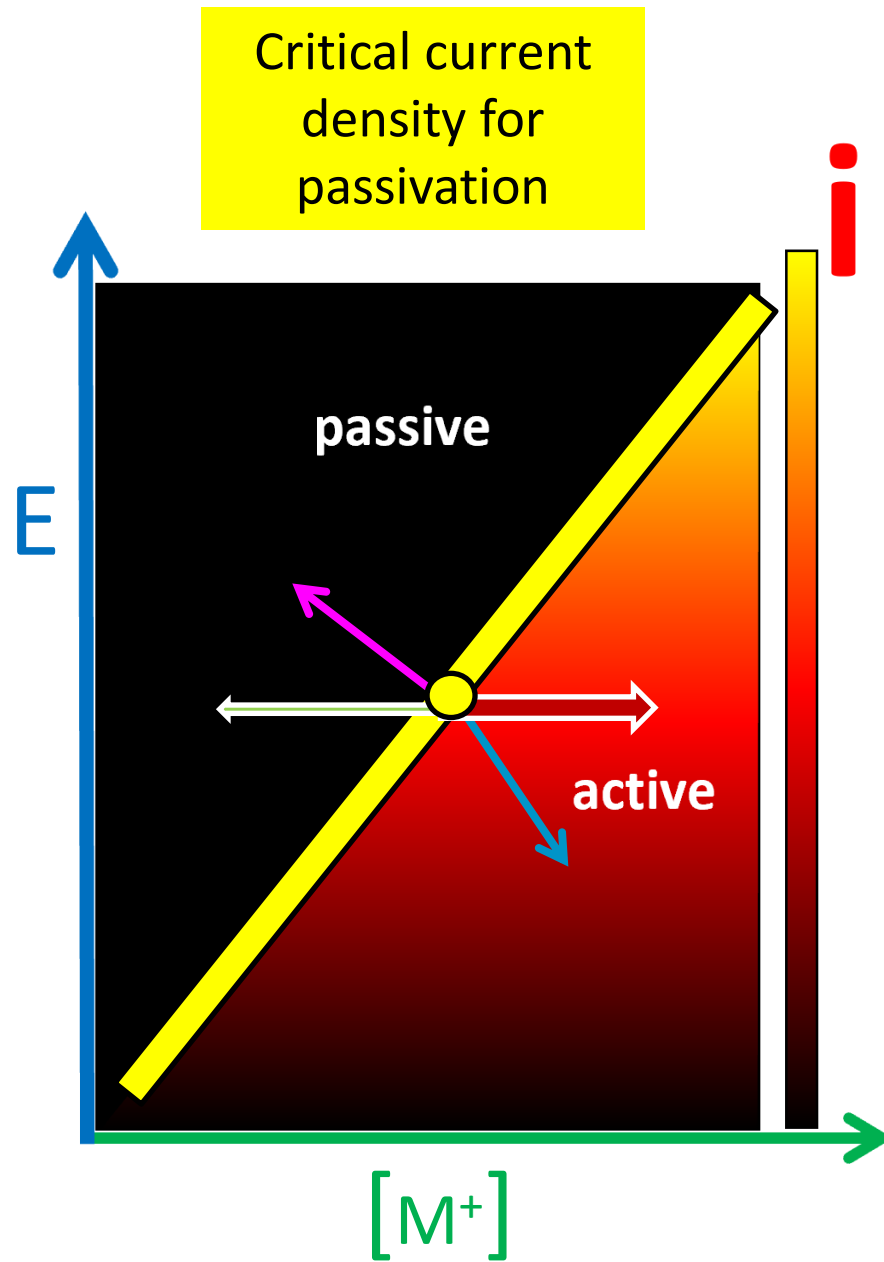 Critical current
density for
passivation
i
passive
E
active
[M⁺]